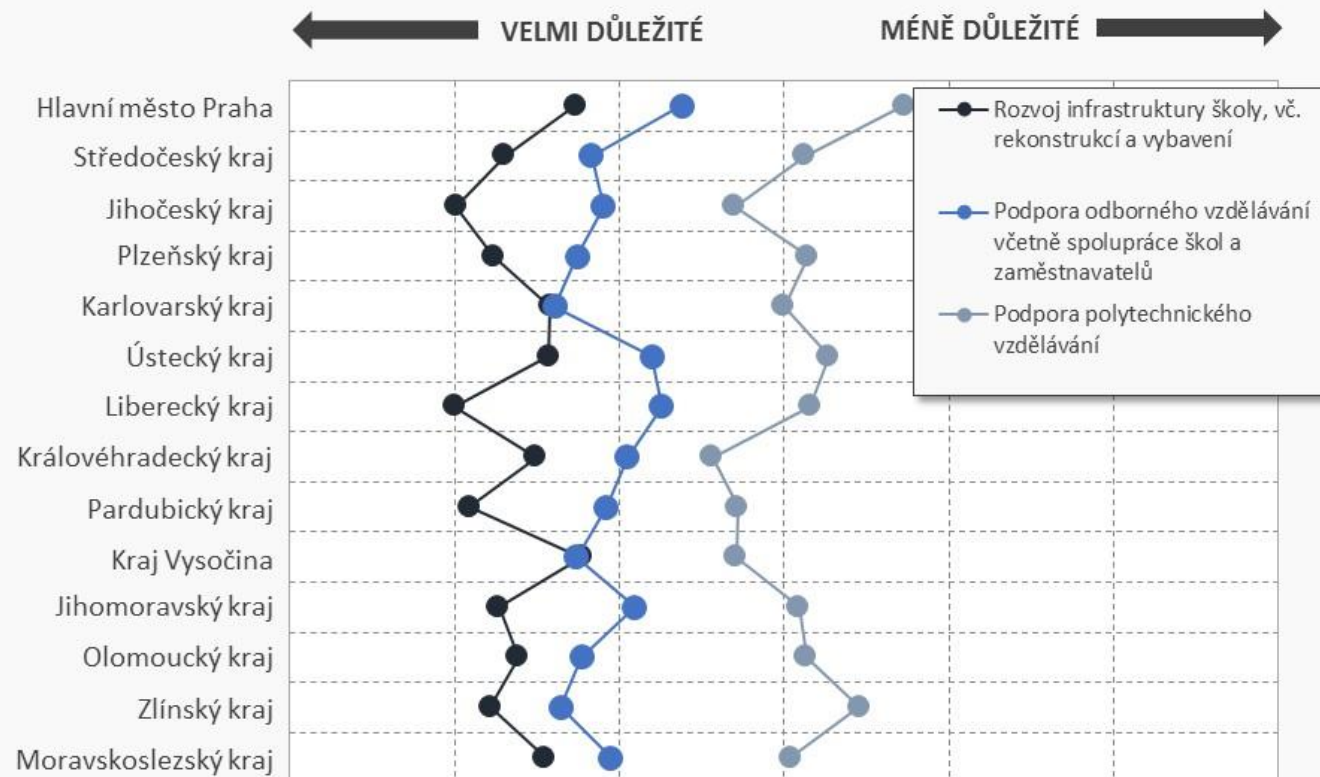 VELMI DŮLEŽITÉ
MÉNĚ DŮLEŽITÉ
Hlavní město Praha
Středočeský kraj
Jihočeský kraj
Plzeňský kraj
Karlovarský kraj
Ústecký kraj
Liberecký kraj
Královéhradecký kraj
Pardubický kraj
Kraj Vysočina
Jihomoravský kraj
Olomoucký kraj
Zlínský kraj
Moravskoslezský kraj
Rozvoj infrastruktury školy, vč.
rekonstrukcí a vybavení
Podpora odborného vzdělávání
včetně spolupráce škol a
zaměstnavatelů
Podpora polytechnického
vzdělávání